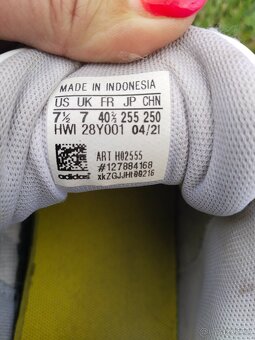 MADE IN INDONESIA
US UK FR JP CHN
7½ 7 40⅔ 255 250
HWI 28Y001 04/21
ART H02555
#127884168
adidas